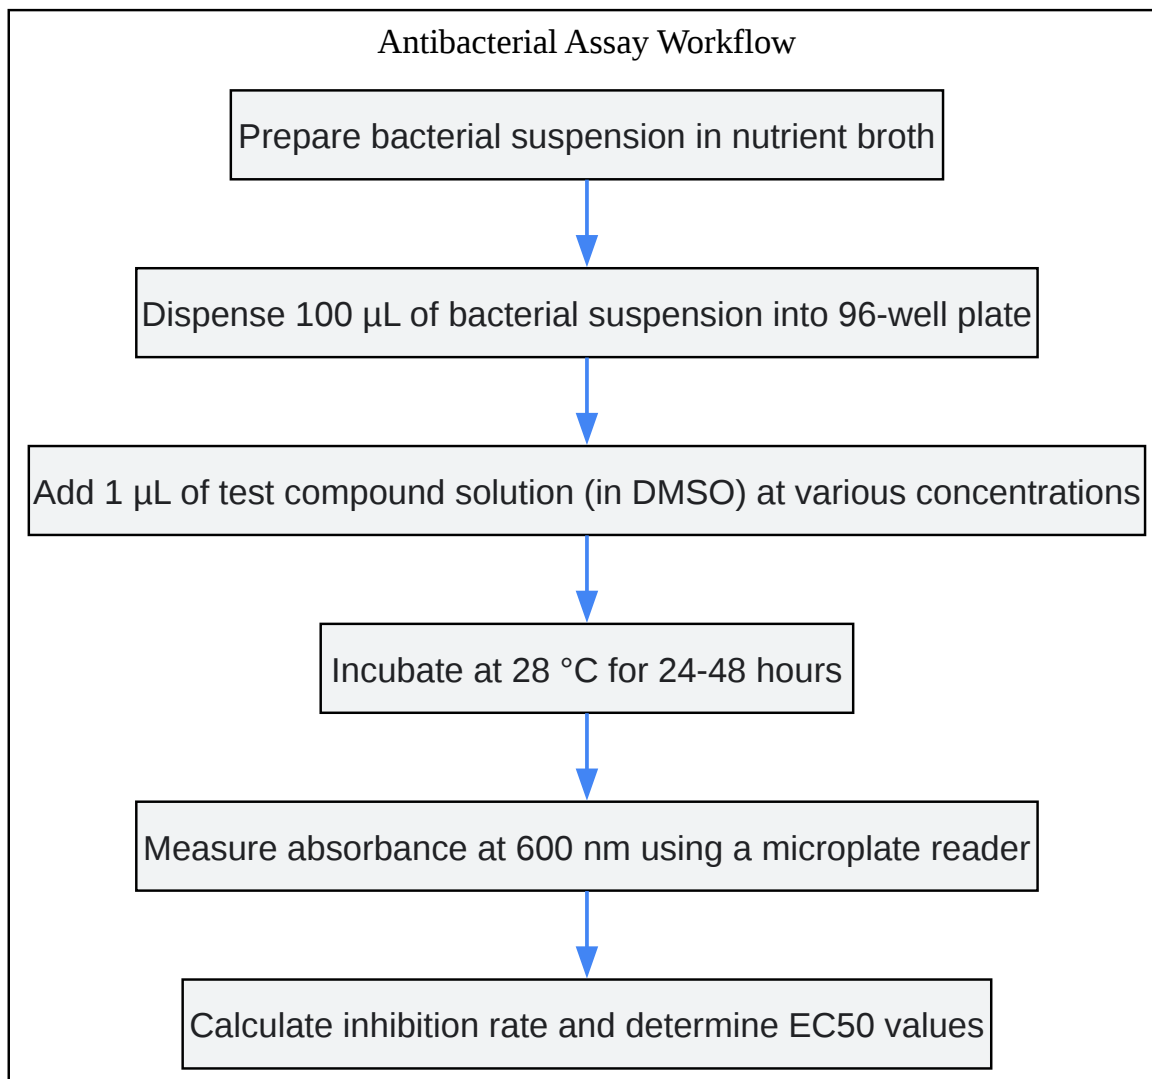 Antibacterial Assay Workflow
Prepare bacterial suspension in nutrient broth
Dispense 100 µL of bacterial suspension into 96-well plate
Add 1 µL of test compound solution (in DMSO) at various concentrations
Incubate at 28 °C for 24-48 hours
Measure absorbance at 600 nm using a microplate reader
Calculate inhibition rate and determine EC50 values